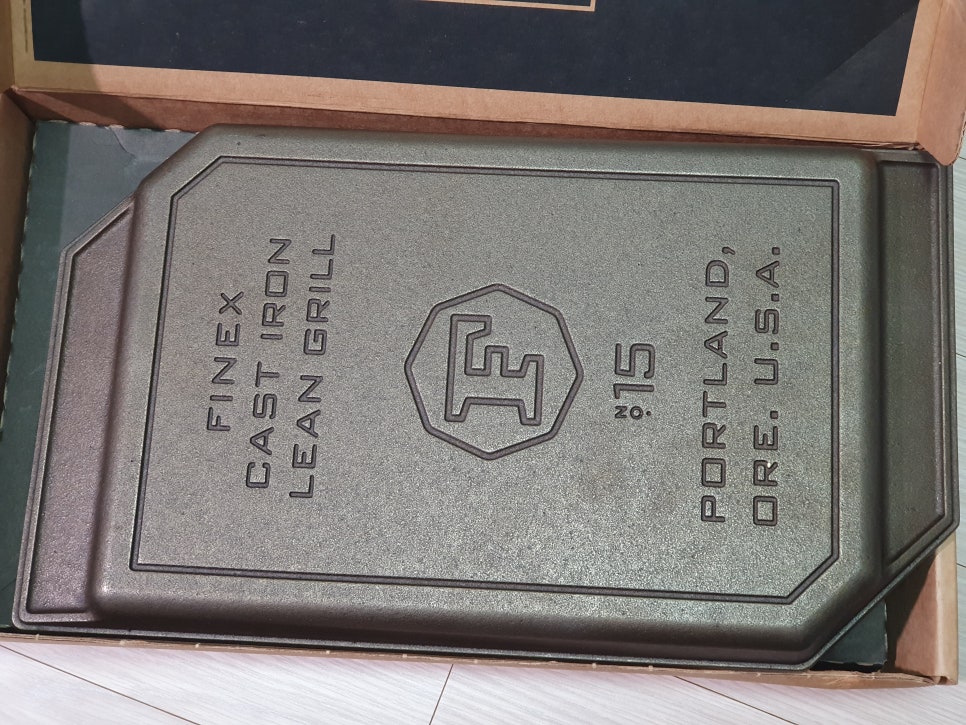 FINEX
CAST IRON
LEAN GRILL
F
NO. 15
PORTLAND,
ORE. U.S.A.